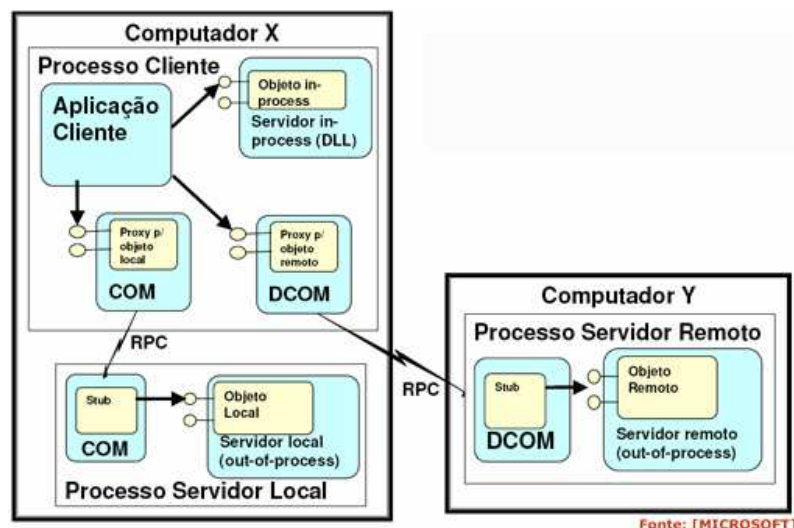 Computador X
Processo Cliente
Aplicação
Cliente
Objeto in-
process
Servidor in-
process (DLL)
Proxy p/
objeto
local
COM
Proxy p/
objeto
remoto
DCOM
RPC
Stub
COM
Objeto
Local
Servidor local
(out-of-process)
Processo Servidor Local
RPC
Computador Y
Processo Servidor Remoto
Stub
DCOM
Objeto
Remoto
Servidor remoto
(out-of-process)
Fonte: [MICROSOFT]